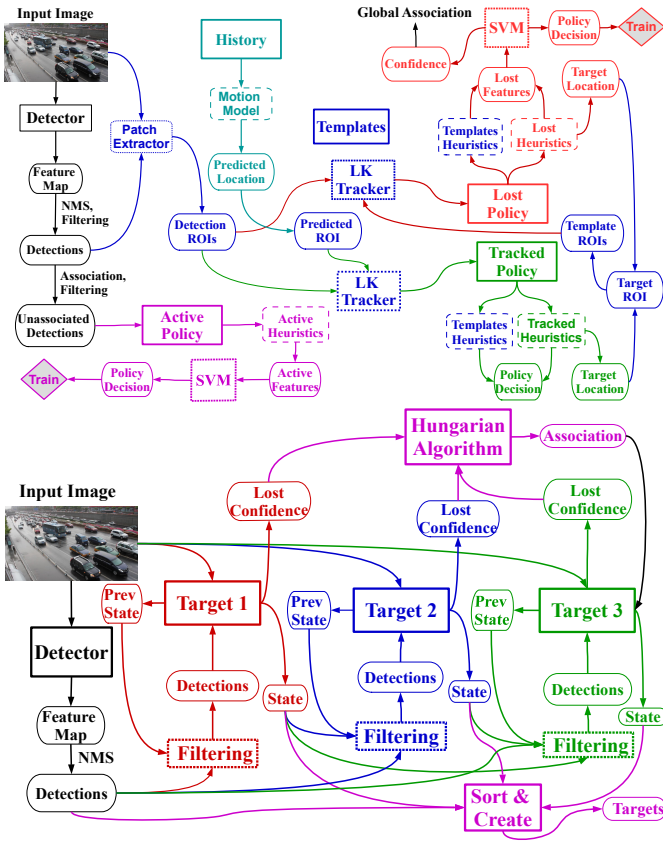 Input Image
Detector
Feature
Map
NMS,
Filtering
Detections
Association,
Filtering
Unassociated
Detections
Patch
Extractor
History
Motion
Model
Predicted
Location
Detection
ROIs
Predicted
ROI
Templates
LK
Tracker
LK
Tracker
Global Association
Confidence
SVM
Policy
Decision
Train
Lost
Features
Target
Location
Templates
Heuristics
Lost
Heuristics
Lost
Policy
Template
ROIs
Target
ROI
Tracked
Policy
Templates
Heuristics
Tracked
Heuristics
Policy
Decision
Target
Location
Active
Policy
Active
Heuristics
Active
Features
SVM
Policy
Decision
Train
Hungarian
Algorithm
Association
Input Image
Lost
Confidence
Lost
Confidence
Lost
Confidence
Prev
State
Target 1
Prev
State
Target 2
Prev
State
Target 3
Detector
Detections
Detections
Detections
State
State
State
Feature
Map
NMS
Detections
Filtering
Filtering
Filtering
Sort &
Create
Targets